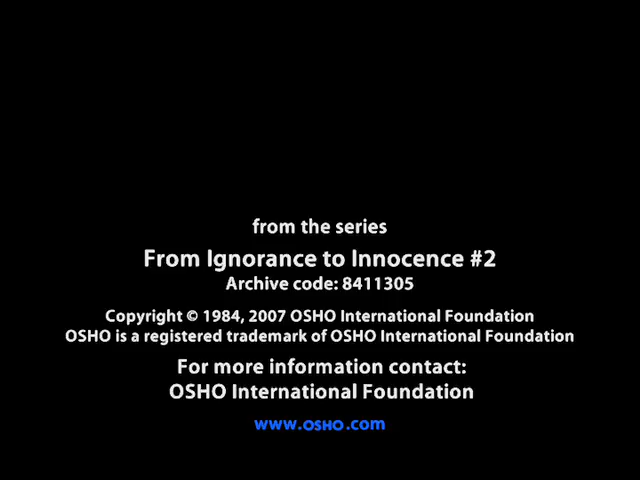 from the series
From Ignorance to Innocence #2
Archive code: 8411305
Copyright © 1984, 2007 OSHO International Foundation
OSHO is a registered trademark of OSHO International Foundation
For more information contact:
OSHO International Foundation
www.OSHO.com